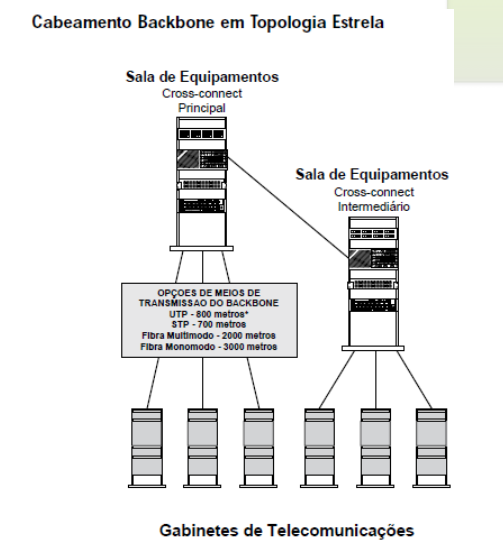 Cabeamento Backbone em Topologia Estrela
Sala de Equipamentos
Cross-connect
Principal
Sala de Equipamentos
Cross-connect
Intermediário
OPÇOES DE MEIOS DE
TRANSMISSAO DO BACKBONE
UTP - 800 metros*
STP - 700 metros
Fibra Multimodo - 2000 metros
Fibra Monomodo - 3000 metros
Gabinetes de Telecomunicações